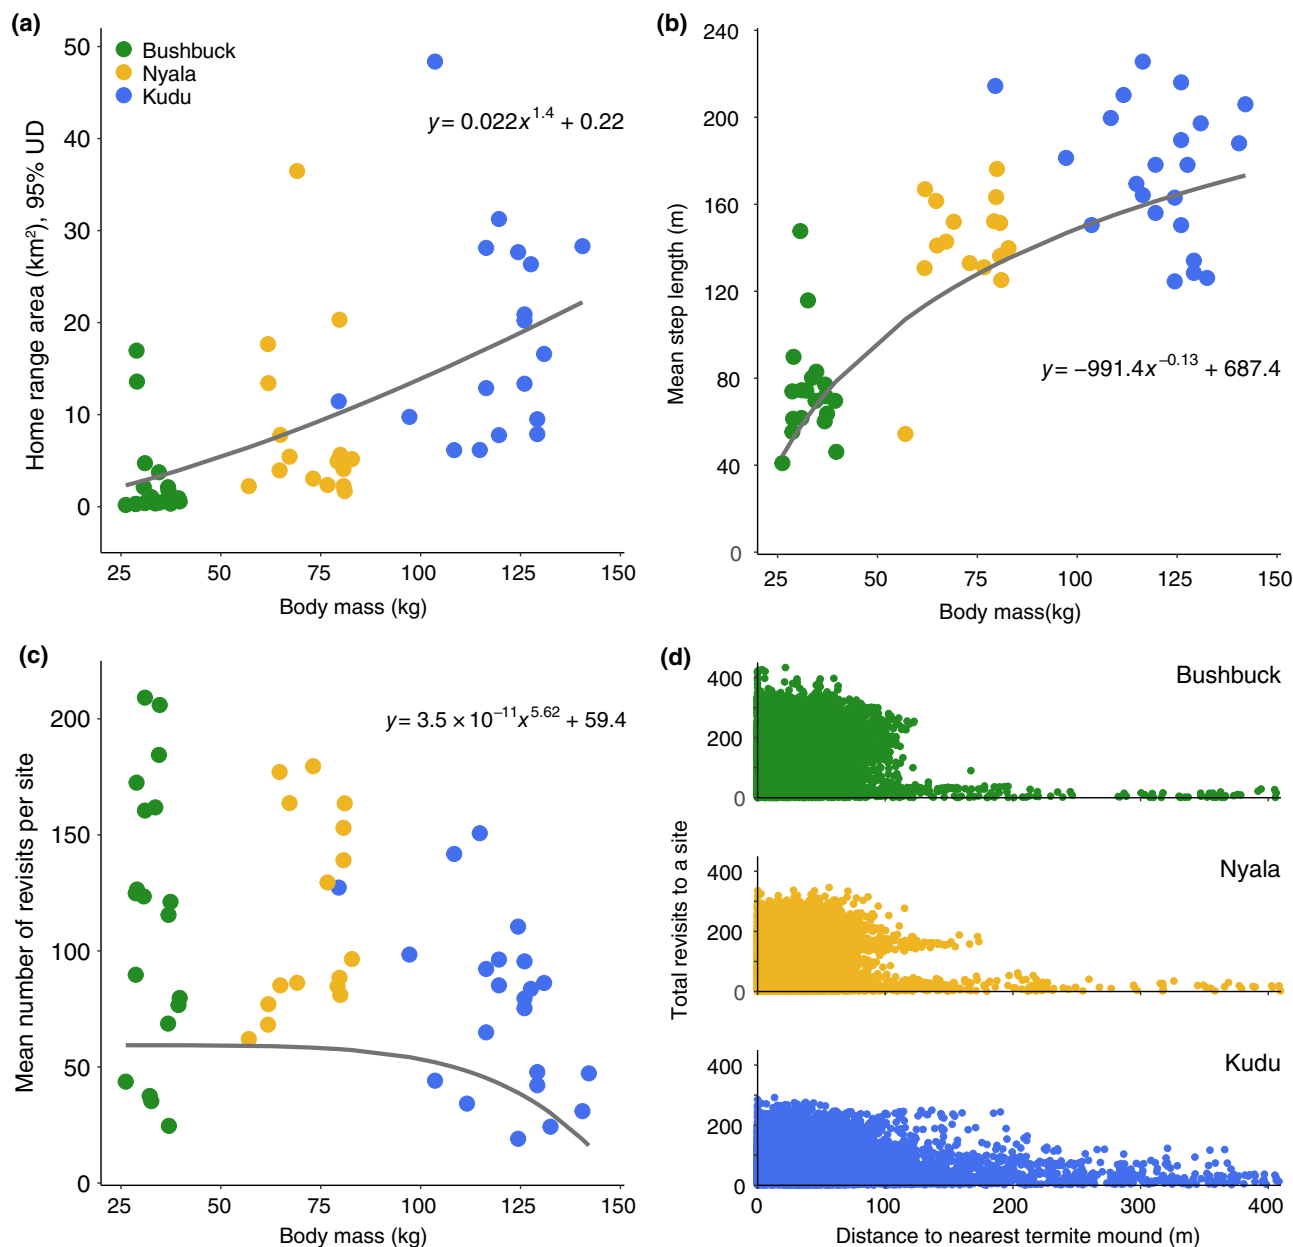 (a)
50
40
30
20
10
0
Home range area (km²), 95% UD
Bushbuck
Nyala
Kudu
y = 0.022x^1.4 + 0.22
25 50 75 100 125 150
Body mass (kg)
(b)
240
200
160
120
80
40
0
Mean step length (m)
y = −991.4x^−0.13 + 687.4
25 50 75 100 125 150
Body mass(kg)
(c)
200
150
100
50
0
Mean number of revisits per site
y = 3.5 × 10^−11 x^5.62 + 59.4
25 50 75 100 125 150
Body mass (kg)
(d)
Total revisits to a site
Bushbuck
400
200
0
Nyala
400
200
0
Kudu
400
200
0
0 100 200 300 400
Distance to nearest termite mound (m)